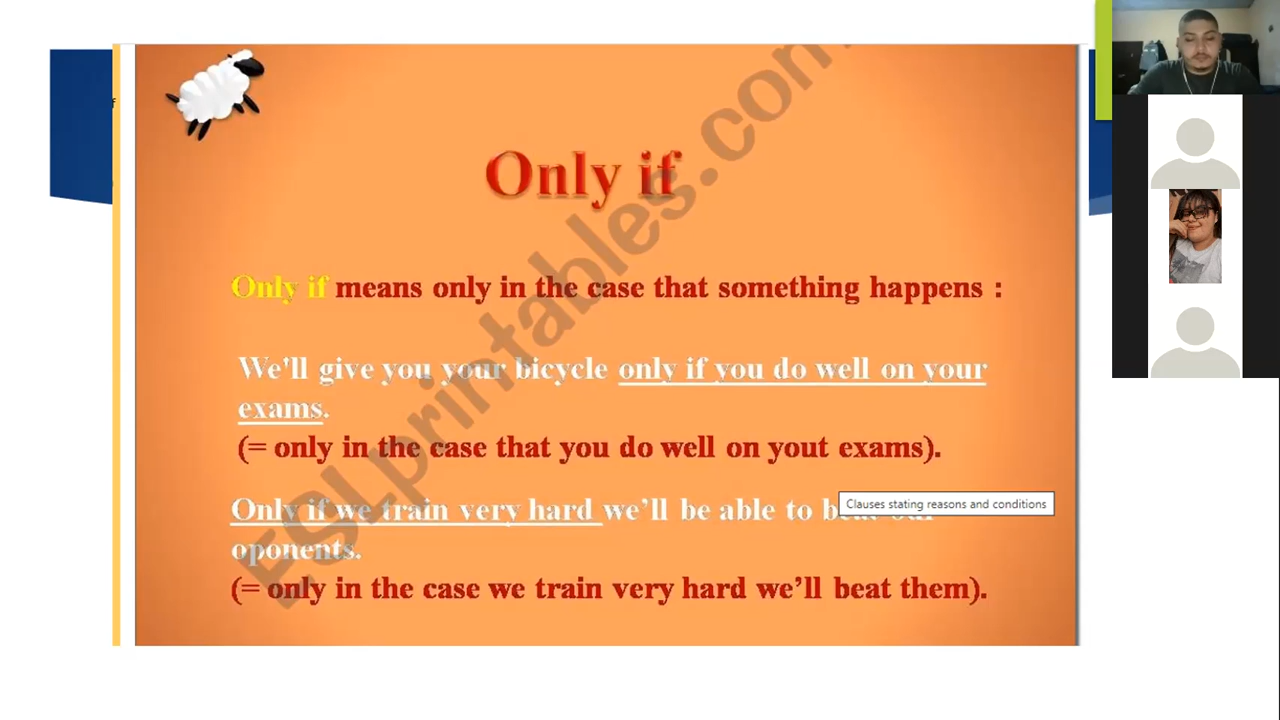 Only if
Only if means only in the case that something happens :
We'll give you your bicycle only if you do well on your
exams.
(= only in the case that you do well on yout exams).
Only if we train very hard we’ll be able to beat our
oponents.
(= only in the case we train very hard we’ll beat them).
Clauses stating reasons and conditions
ESLprintables.com